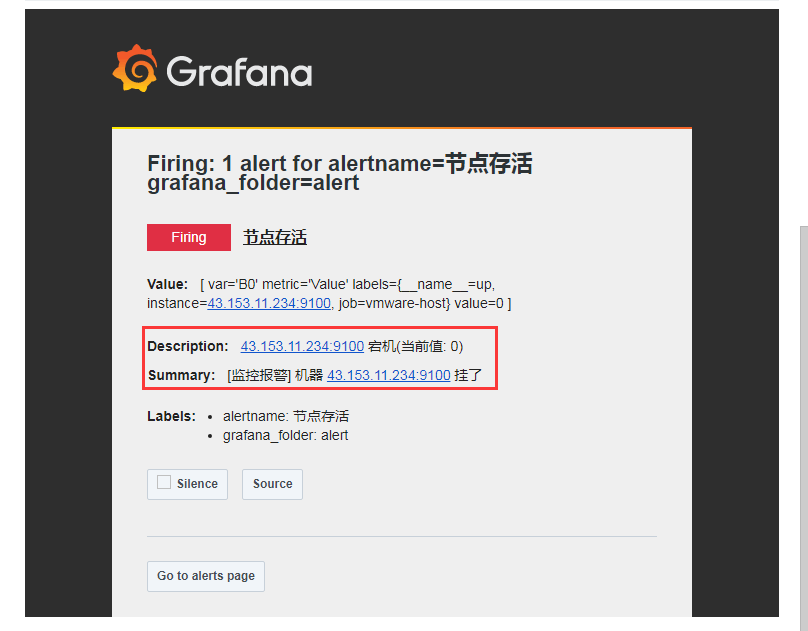 Grafana
Firing: 1 alert for alertname=节点存活
grafana_folder=alert
Firing 节点存活
Value: [ var='B0' metric='Value' labels={__name__=up,
instance=43.153.11.234:9100, job=vmware-host} value=0 ]
Description: 43.153.11.234:9100 宕机(当前值: 0)
Summary: [监控报警] 机器 43.153.11.234:9100 挂了
Labels: • alertname: 节点存活
• grafana_folder: alert
Silence Source
Go to alerts page